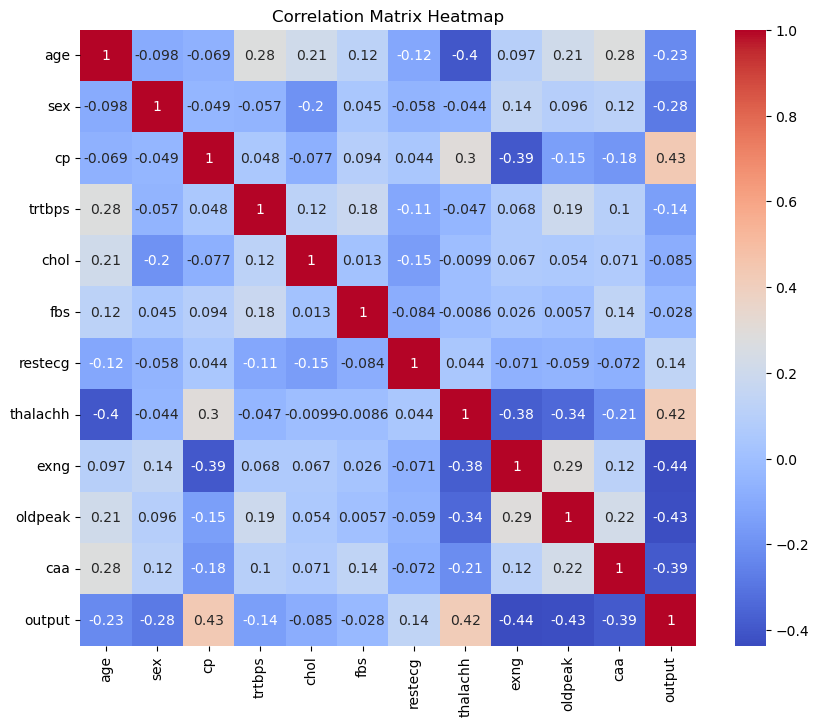 Correlation Matrix Heatmap
age 1 -0.098 -0.069 0.28 0.21 0.12 -0.12 -0.4 0.097 0.21 0.28 -0.23
sex -0.098 1 -0.049 -0.057 -0.2 0.045 -0.058 -0.044 0.14 0.096 0.12 -0.28
cp -0.069 -0.049 1 0.048 -0.077 0.094 0.044 0.3 -0.39 -0.15 -0.18 0.43
trtbps 0.28 -0.057 0.048 1 0.12 0.18 -0.11 -0.047 0.068 0.19 0.1 -0.14
chol 0.21 -0.2 -0.077 0.12 1 0.013 -0.15 -0.0099 0.067 0.054 0.071 -0.085
fbs 0.12 0.045 0.094 0.18 0.013 1 -0.084 -0.0086 0.026 0.0057 0.14 -0.028
restecg -0.12 -0.058 0.044 -0.11 -0.15 -0.084 1 0.044 -0.071 -0.059 -0.072 0.14
thalachh -0.4 -0.044 0.3 -0.047 -0.0099 -0.0086 0.044 1 -0.38 -0.34 -0.21 0.42
exng 0.097 0.14 -0.39 0.068 0.067 0.026 -0.071 -0.38 1 0.29 0.12 -0.44
oldpeak 0.21 0.096 -0.15 0.19 0.054 0.0057 -0.059 -0.34 0.29 1 0.22 -0.43
caa 0.28 0.12 -0.18 0.1 0.071 0.14 -0.072 -0.21 0.12 0.22 1 -0.39
output -0.23 -0.28 0.43 -0.14 -0.085 -0.028 0.14 0.42 -0.44 -0.43 -0.39 1
age sex cp trtbps chol fbs restecg thalachh exng oldpeak caa output
1.0
0.8
0.6
0.4
0.2
0.0
−0.2
−0.4